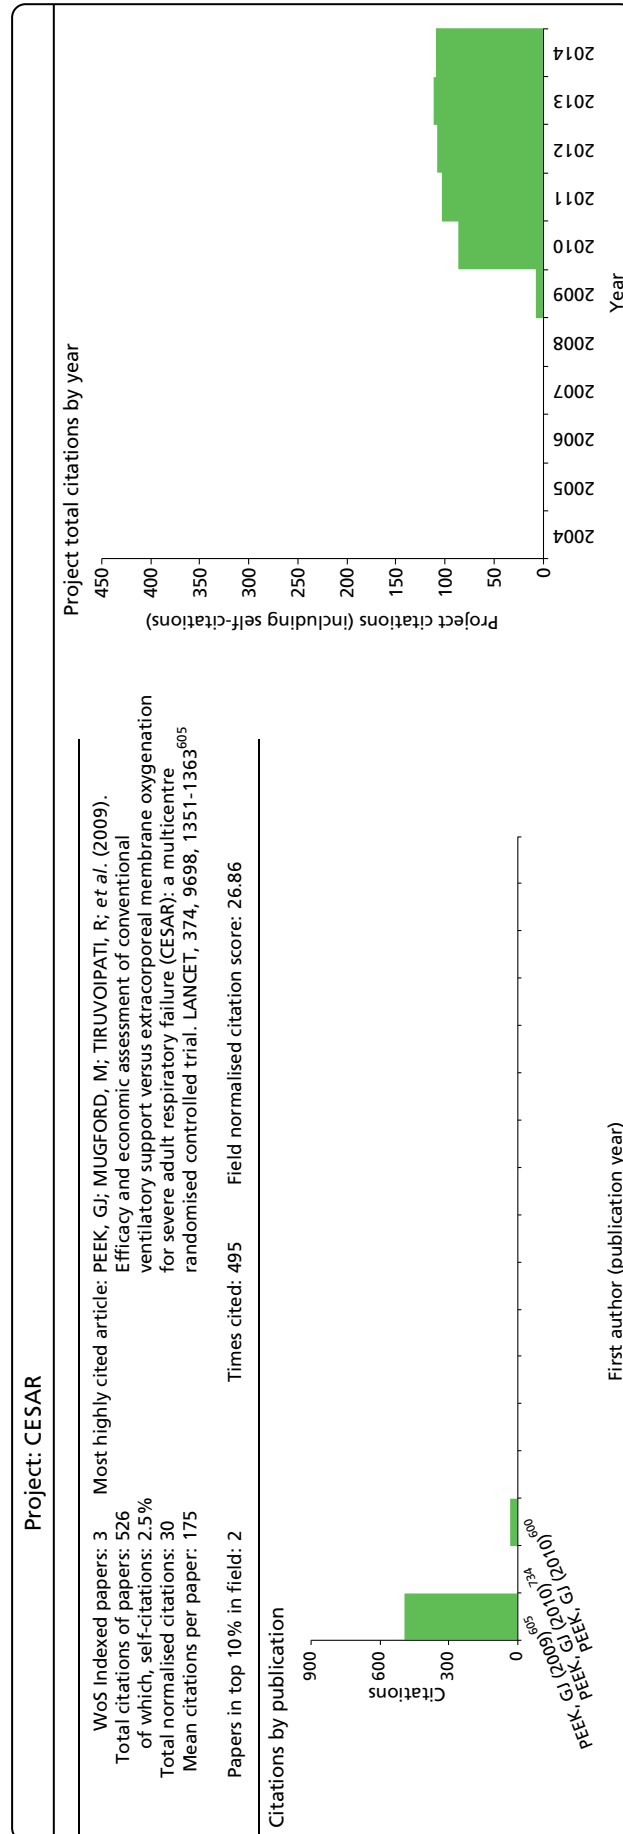 Project: CESAR
WoS Indexed papers: 3
Total citations of papers: 526
of which, self-citations: 2.5%
Total normalised citations: 30
Mean citations per paper: 175
Papers in top 10% in field: 2
Most highly cited article: PEEK, GJ; MUGFORD, M; TIRUVOIPATI, R; et al. (2009).
Efficacy and economic assessment of conventional
ventilatory support versus extracorporeal membrane oxygenation
for severe adult respiratory failure (CESAR): a multicentre
randomised controlled trial. LANCET, 374, 9698, 1351-1363605
Times cited: 495
Field normalised citation score: 26.86
Citations by publication
Citations
900
600
300
0
PEEK, GJ (2009)605
PEEK, GJ (2010)734
PEEK, GJ (2010)600
First author (publication year)
Project total citations by year
Project citations (including self-citations)
450
400
350
300
250
200
150
100
50
0
2004
2005
2006
2007
2008
2009
2010
2011
2012
2013
2014
Year